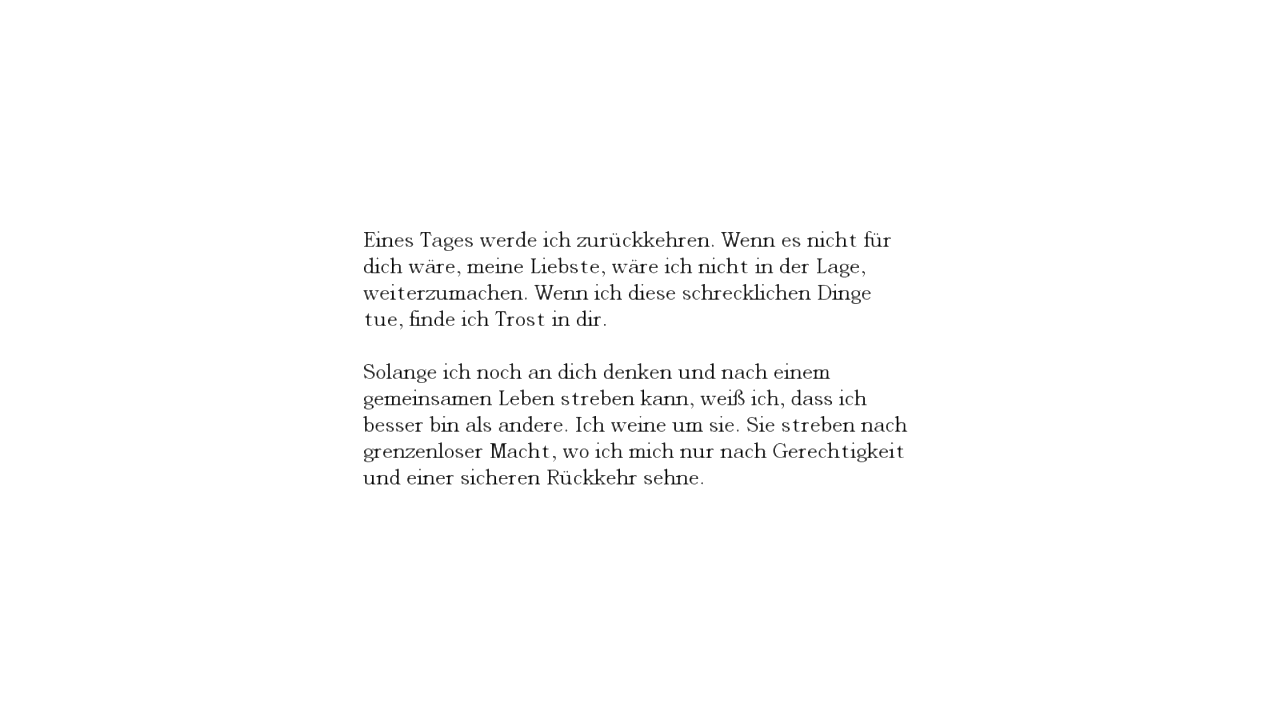 Eines Tages werde ich zurückkehren. Wenn es nicht für
dich wäre, meine Liebste, wäre ich nicht in der Lage,
weiterzumachen. Wenn ich diese schrecklichen Dinge
tue, finde ich Trost in dir.
Solange ich noch an dich denken und nach einem
gemeinsamen Leben streben kann, weiß ich, dass ich
besser bin als andere. Ich weine um sie. Sie streben nach
grenzenloser Macht, wo ich mich nur nach Gerechtigkeit
und einer sicheren Rückkehr sehne.